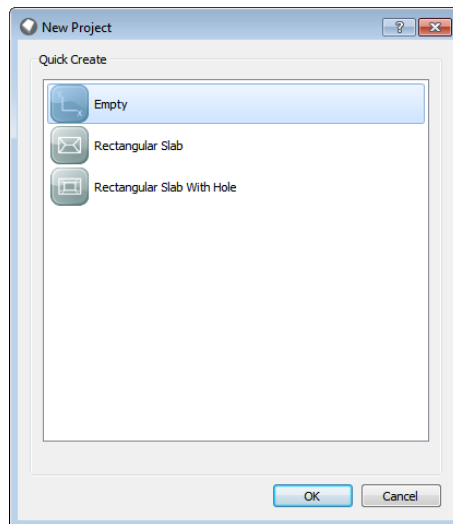 New Project
?
Quick Create
Empty
Rectangular Slab
Rectangular Slab With Hole
OK
Cancel